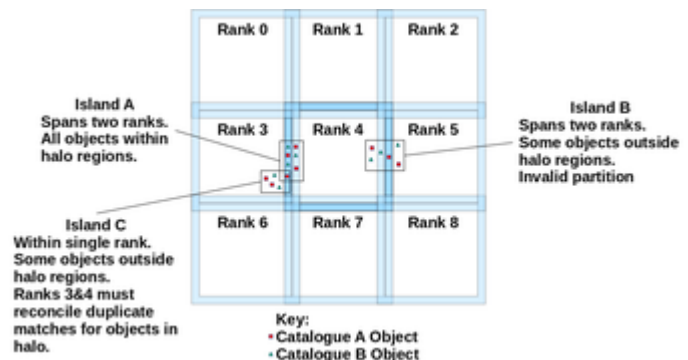 Rank 0
Rank 1
Rank 2
Island A
Spans two ranks.
All objects within
halo regions.
Rank 3
Rank 4
Rank 5
Island B
Spans two ranks.
Some objects outside
halo regions.
Invalid partition
Island C
Within single rank.
Some objects outside
halo regions.
Ranks 3&4 must
reconcile duplicate
matches for objects in
halo.
Rank 6
Rank 7
Rank 8
Key:
Catalogue A Object
Catalogue B Object